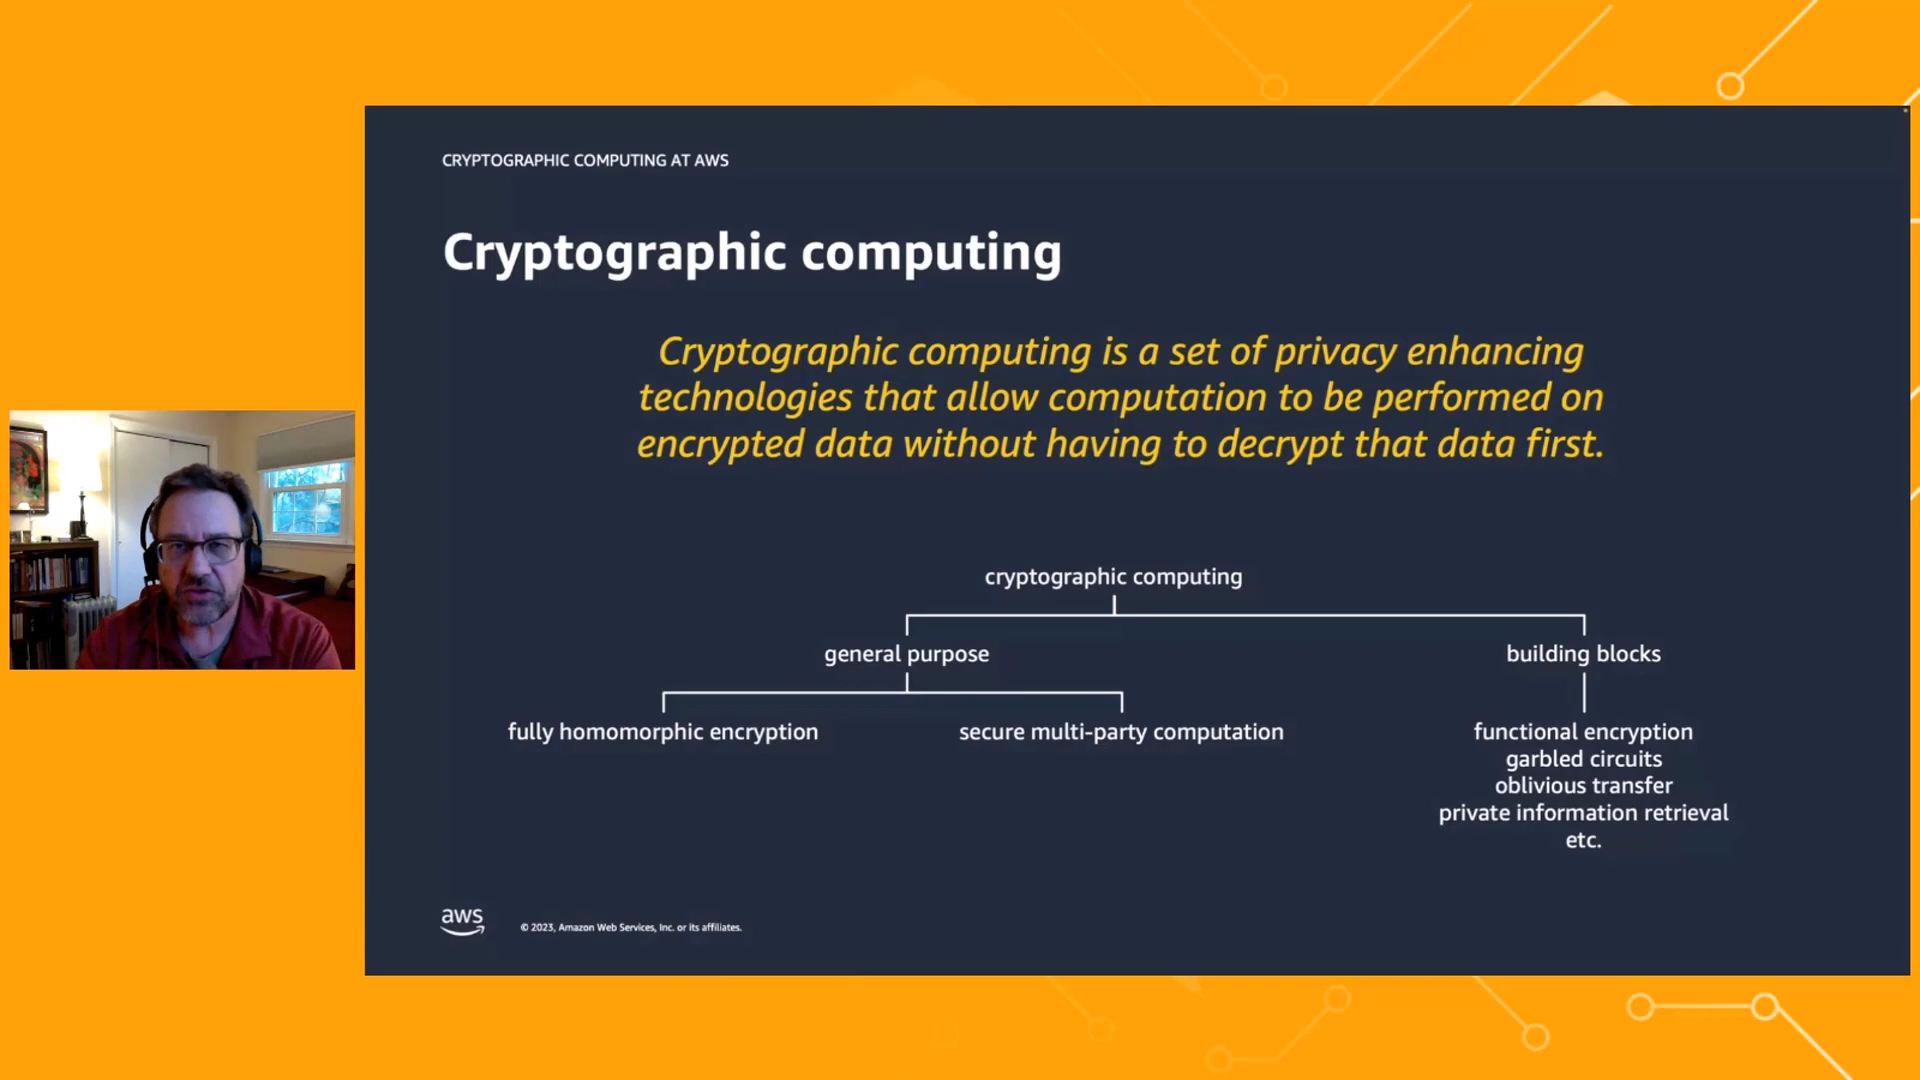 CRYPTOGRAPHIC COMPUTING AT AWS
Cryptographic computing
Cryptographic computing is a set of privacy enhancing
technologies that allow computation to be performed on
encrypted data without having to decrypt that data first.
cryptographic computing
general purpose
building blocks
fully homomorphic encryption
secure multi-party computation
functional encryption
garbled circuits
oblivious transfer
private information retrieval
etc.
aws
© 2023, Amazon Web Services, Inc. or its affiliates.